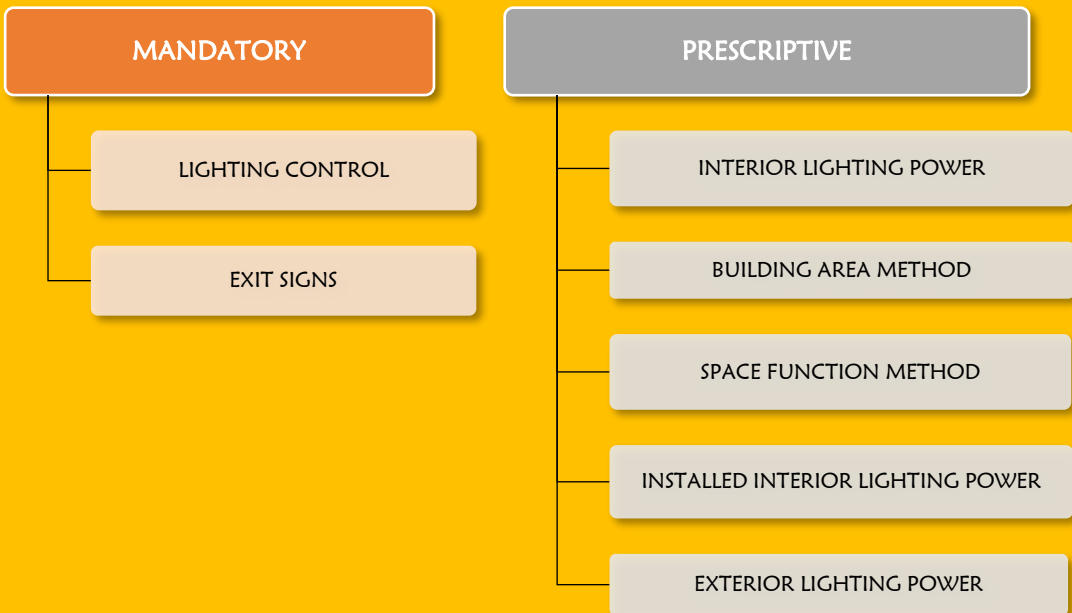 MANDATORY
LIGHTING CONTROL
EXIT SIGNS
PRESCRIPTIVE
INTERIOR LIGHTING POWER
BUILDING AREA METHOD
SPACE FUNCTION METHOD
INSTALLED INTERIOR LIGHTING POWER
EXTERIOR LIGHTING POWER